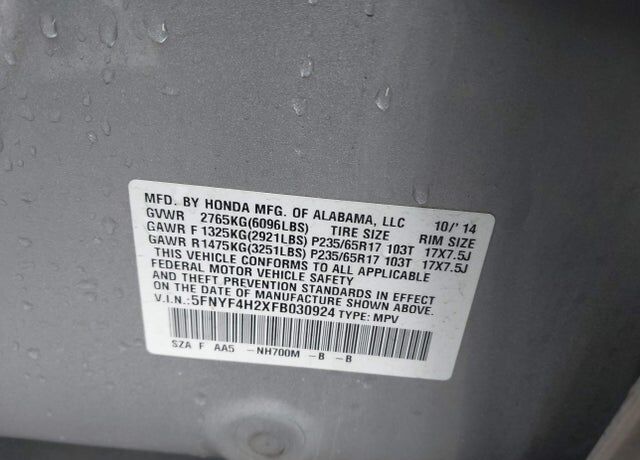 MFD. BY HONDA MFG. OF ALABAMA, LLC 10/'14
GVWR 2765KG(6096LBS) TIRE SIZE RIM SIZE
GAWR F 1325KG(2921LBS) P235/65R17 103T 17X7.5J
GAWR R 1475KG(3251LBS) P235/65R17 103T 17X7.5J
THIS VEHICLE CONFORMS TO ALL APPLICABLE
FEDERAL MOTOR VEHICLE SAFETY
AND THEFT PREVENTION STANDARDS IN EFFECT
ON THE DATE OF MANUFACTURE SHOWN ABOVE.
V.I.N.:5FNYF4H2XFB030924 TYPE: MPV
SZA F AA5 -NH700M -B -B